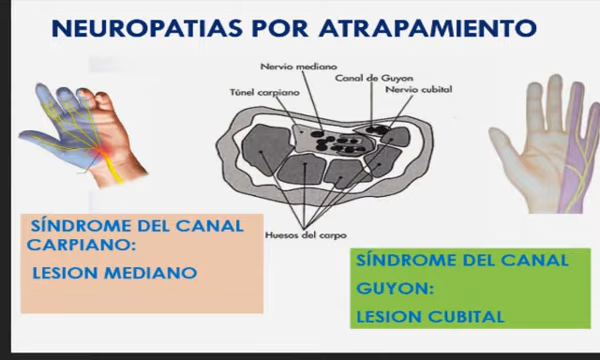 NEUROPATIAS POR ATRAPAMIENTO
Nervio mediano
Canal de Guyon
Túnel carpiano
Nervio cubital
Huesos del carpo
SÍNDROME DEL CANAL
CARPIANO:
LESION MEDIANO
SÍNDROME DEL CANAL
GUYON:
LESION CUBITAL